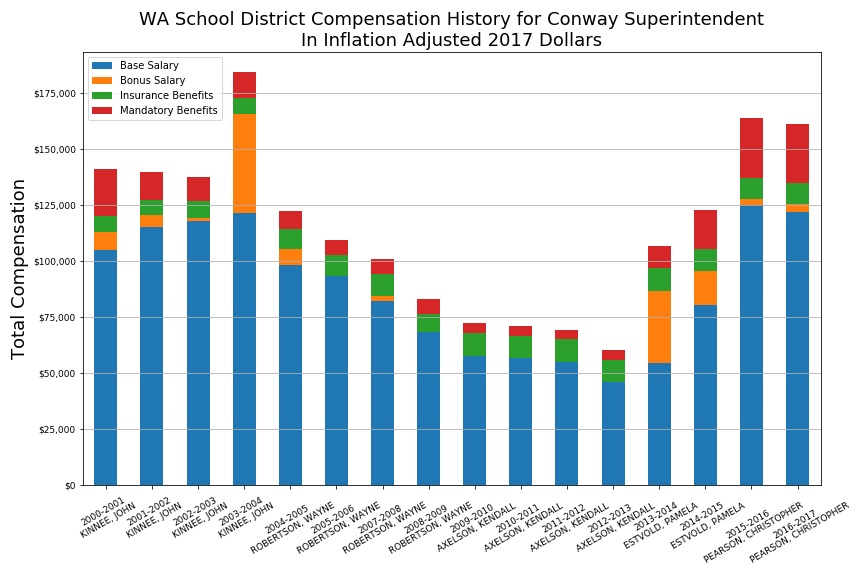 WA School District Compensation History for Conway Superintendent
In Inflation Adjusted 2017 Dollars
Base Salary
Bonus Salary
Insurance Benefits
Mandatory Benefits
Total Compensation
$175,000
$150,000
$125,000
$100,000
$75,000
$50,000
$25,000
$0
2000-2001
KINNEE, JOHN
2001-2002
KINNEE, JOHN
2002-2003
KINNEE, JOHN
2003-2004
KINNEE, JOHN
2004-2005
ROBERTSON, WAYNE
2005-2006
ROBERTSON, WAYNE
2007-2008
ROBERTSON, WAYNE
2008-2009
ROBERTSON, WAYNE
2009-2010
AXELSON, KENDALL
2010-2011
AXELSON, KENDALL
2011-2012
AXELSON, KENDALL
2012-2013
AXELSON, KENDALL
2013-2014
ESTVOLD, PAMELA
2014-2015
ESTVOLD, PAMELA
2015-2016
PEARSON, CHRISTOPHER
2016-2017
PEARSON, CHRISTOPHER